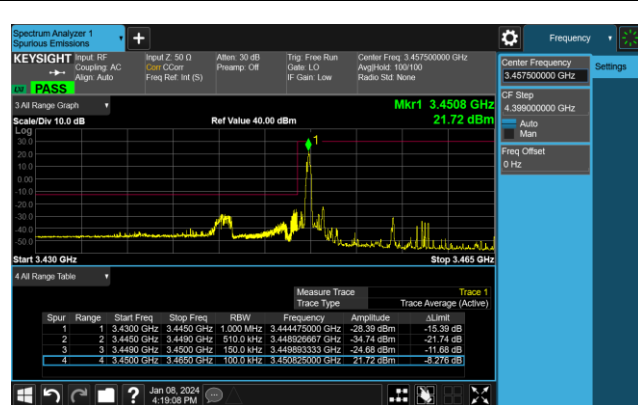 Spectrum Analyzer 1
Spurious Emissions
Frequency
KEYSIGHT Input: RF Input Z: 50 Ω Atten: 30 dB Trig: Free Run Center Freq: 3.457500000 GHz
Coupling: AC Corr CCorr Preamp: Off Gate: LO Avg|Hold: 100/100
Align: Auto Freq Ref: Int (S) IF Gain: Low Radio Std: None
PASS
Center Frequency
3.457500000 GHz
Settings
CF Step
4.399000000 GHz
Auto
Man
Freq Offset
0 Hz
3 All Range Graph
Mkr1 3.4508 GHz
Scale/Div 10.0 dB Ref Value 40.00 dBm 21.72 dBm
Log
30.0
20.0
10.0
0.00
-10.0
-20.0
-30.0
-40.0
-50.0
1
Start 3.430 GHz Stop 3.465 GHz
4 All Range Table
Measure Trace Trace 1
Trace Type Trace Average (Active)
Spur Range Start Freq Stop Freq RBW Frequency Amplitude ΔLimit
1 1 3.4300 GHz 3.4450 GHz 1.000 MHz 3.444475000 GHz -28.39 dBm -15.39 dB
2 2 3.4450 GHz 3.4490 GHz 510.0 kHz 3.448926667 GHz -34.74 dBm -21.74 dB
3 3 3.4490 GHz 3.4500 GHz 150.0 kHz 3.449893333 GHz -24.68 dBm -11.68 dB
4 4 3.4500 GHz 3.4650 GHz 100.0 kHz 3.450825000 GHz 21.72 dBm -8.276 dB
Jan 08, 2024
4:19:08 PM